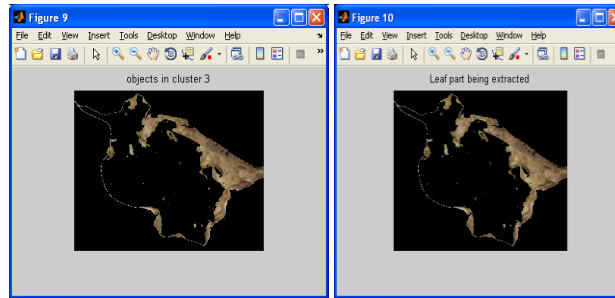 Figure 9
File Edit View Insert Tools Desktop Window Help
objects in cluster 3
Figure 10
File Edit View Insert Tools Desktop Window Help
Leaf part being extracted